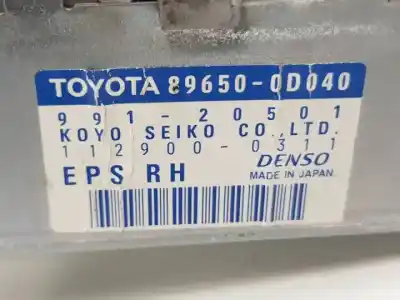 TOYOTA 89650-0D040
991-20501
KOYO SEIKO CO.,LTD.
112900-0311
EPS RH
DENSO
MADE IN JAPAN